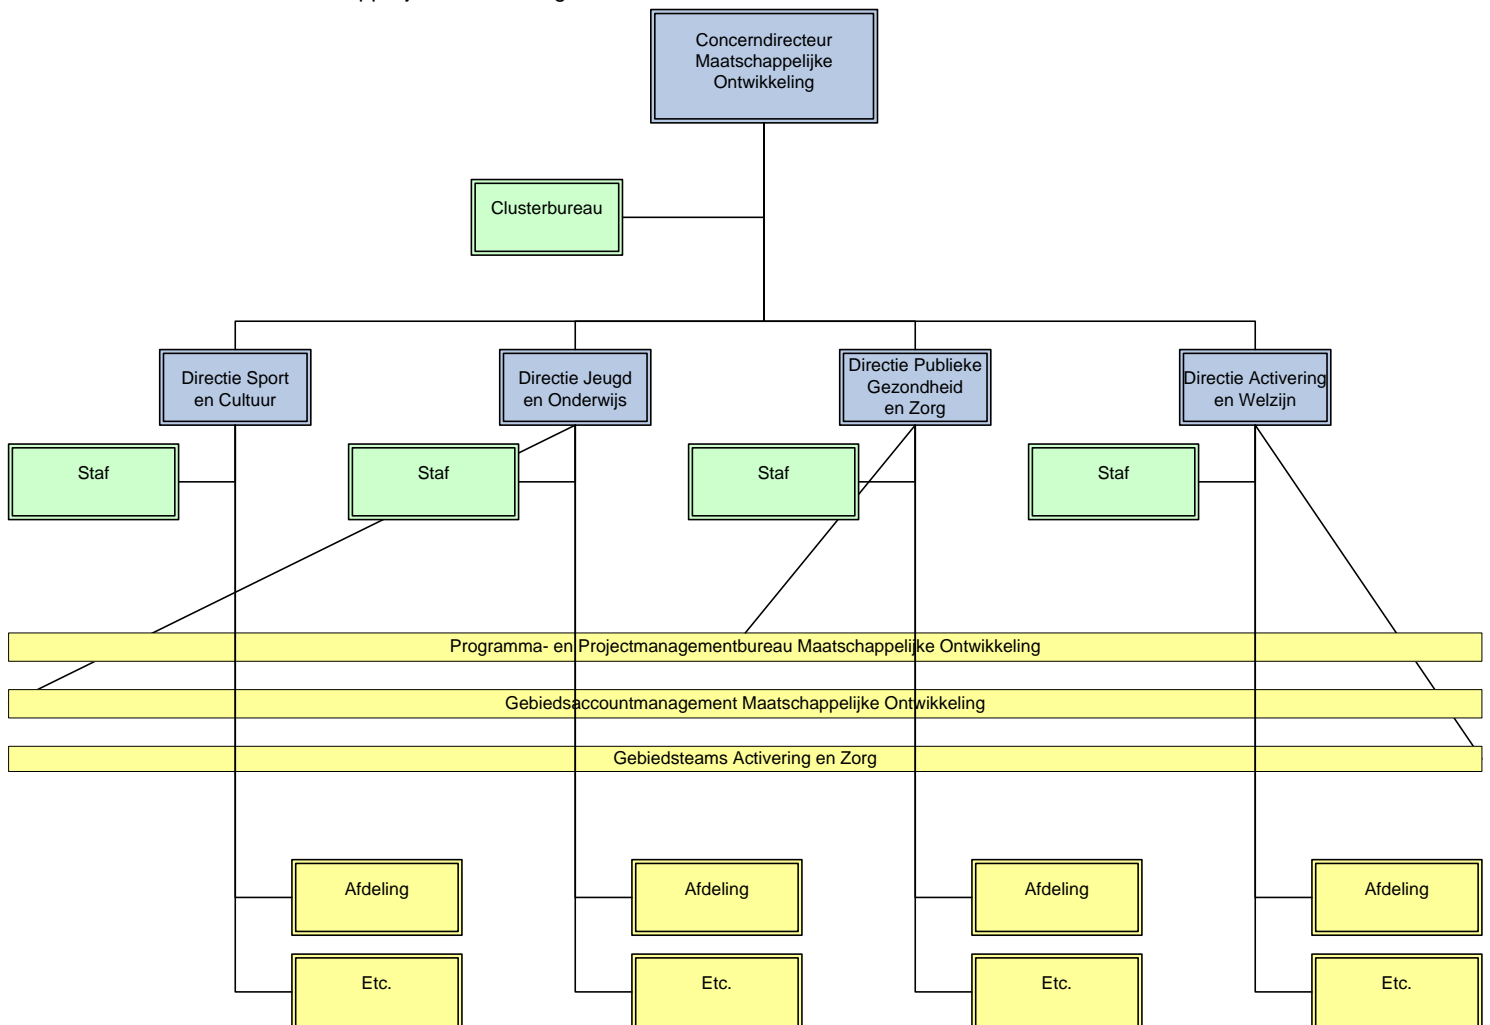 Concerndirecteur
Maatschappelijke
Ontwikkeling
Clusterbureau
Directie Sport
en Cultuur
Directie Jeugd
en Onderwijs
Directie Publieke
Gezondheid
en Zorg
Directie Activering
en Welzijn
Staf
Staf
Staf
Staf
Programma- en Projectmanagementbureau Maatschappelijke Ontwikkeling
Gebiedsaccountmanagement Maatschappelijke Ontwikkeling
Gebiedsteams Activering en Zorg
Afdeling
Afdeling
Afdeling
Afdeling
Etc.
Etc.
Etc.
Etc.